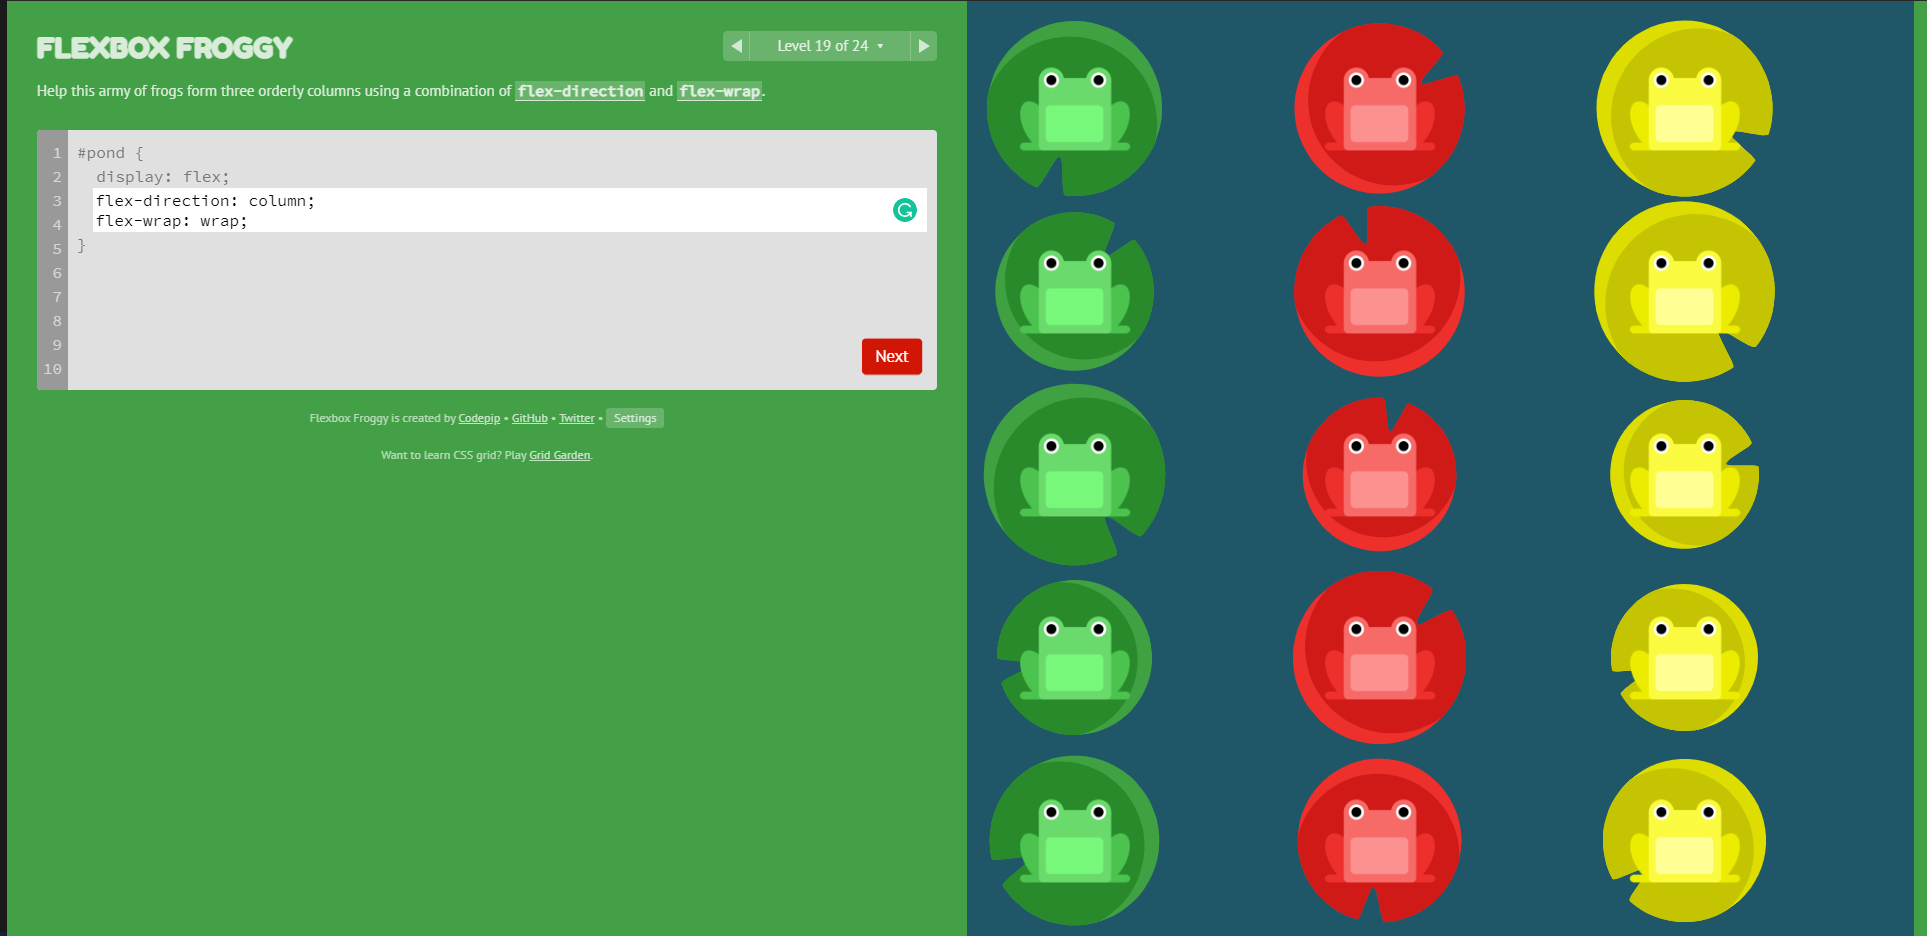 FLEXBOX FROGGY
◀ Level 19 of 24 ▾ ▶
Help this army of frogs form three orderly columns using a combination of flex-direction and flex-wrap.
1 #pond {
2 display: flex;
3 flex-direction: column;
4 flex-wrap: wrap;
5 }
6
7
8
9
10
Next
Flexbox Froggy is created by Codepip • GitHub • Twitter • Settings
Want to learn CSS grid? Play Grid Garden.